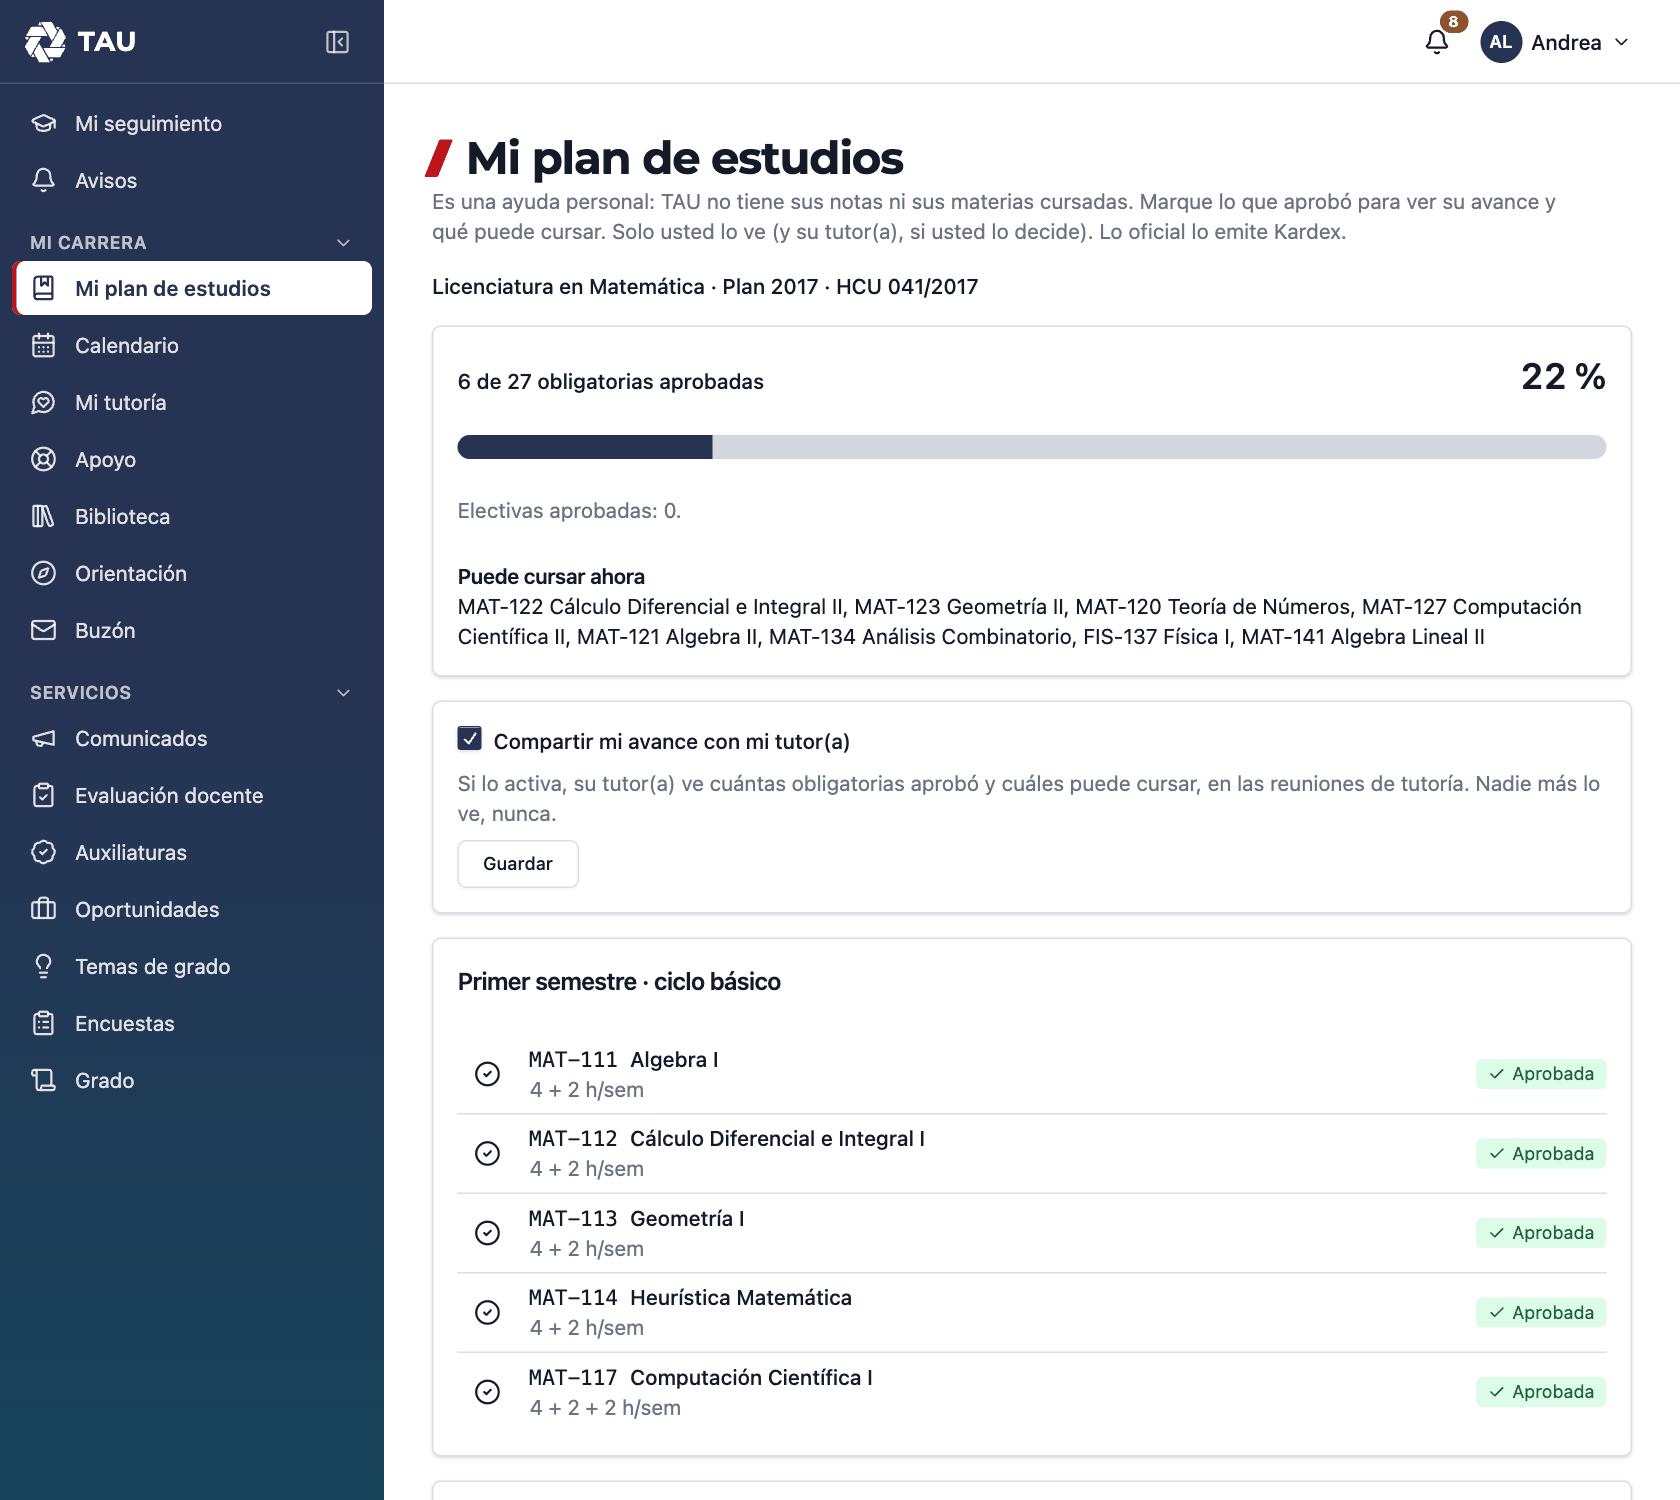 TAU
8
AL
Andrea
Mi seguimiento
Avisos
MI CARRERA
Mi plan de estudios
Calendario
Mi tutoría
Apoyo
Biblioteca
Orientación
Buzón
SERVICIOS
Comunicados
Evaluación docente
Auxiliaturas
Oportunidades
Temas de grado
Encuestas
Grado
Mi plan de estudios
Es una ayuda personal: TAU no tiene sus notas ni sus materias cursadas. Marque lo que aprobó para ver su avance y
qué puede cursar. Solo usted lo ve (y su tutor(a), si usted lo decide). Lo oficial lo emite Kardex.
Licenciatura en Matemática · Plan 2017 · HCU 041/2017
6 de 27 obligatorias aprobadas
22 %
Electivas aprobadas: 0.
Puede cursar ahora
MAT-122 Cálculo Diferencial e Integral II, MAT-123 Geometría II, MAT-120 Teoría de Números, MAT-127 Computación
Científica II, MAT-121 Algebra II, MAT-134 Análisis Combinatorio, FIS-137 Física I, MAT-141 Algebra Lineal II
Compartir mi avance con mi tutor(a)
Si lo activa, su tutor(a) ve cuántas obligatorias aprobó y cuáles puede cursar, en las reuniones de tutoría. Nadie más lo
ve, nunca.
Guardar
Primer semestre · ciclo básico
MAT-111 Algebra I
4 + 2 h/sem
Aprobada
MAT-112 Cálculo Diferencial e Integral I
4 + 2 h/sem
Aprobada
MAT-113 Geometría I
4 + 2 h/sem
Aprobada
MAT-114 Heurística Matemática
4 + 2 h/sem
Aprobada
MAT-117 Computación Científica I
4 + 2 + 2 h/sem
Aprobada